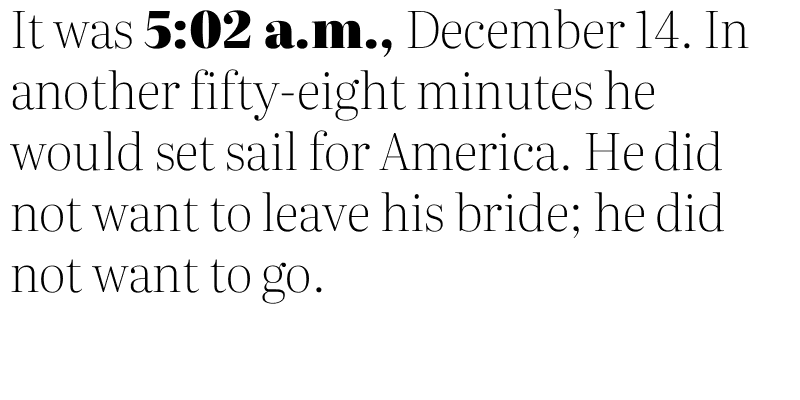 It was 5:02 a.m., December 14. In
another fifty-eight minutes he
would set sail for America. He did
not want to leave his bride; he did
not want to go.